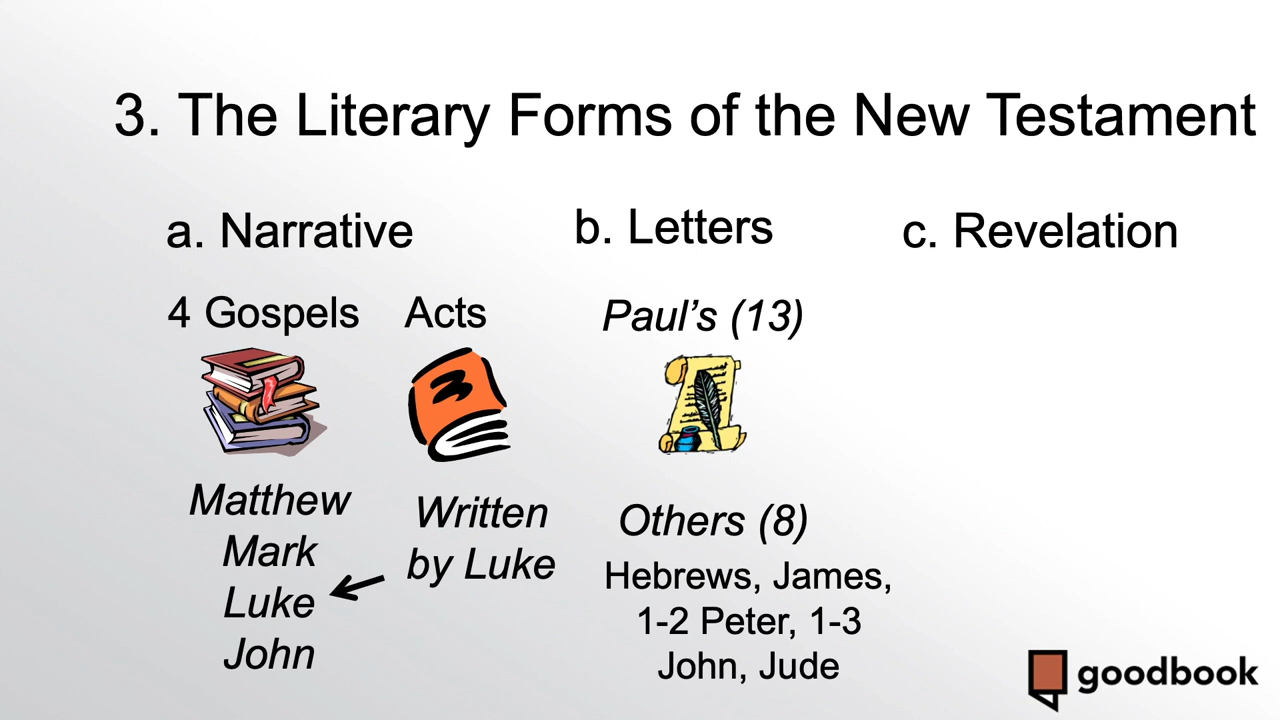 3. The Literary Forms of the New Testament
a. Narrative
b. Letters
c. Revelation
4 Gospels
Acts
Paul's (13)
Matthew
Mark
Luke
John
Written
by Luke
Others (8)
Hebrews, James,
1-2 Peter, 1-3
John, Jude
goodbook